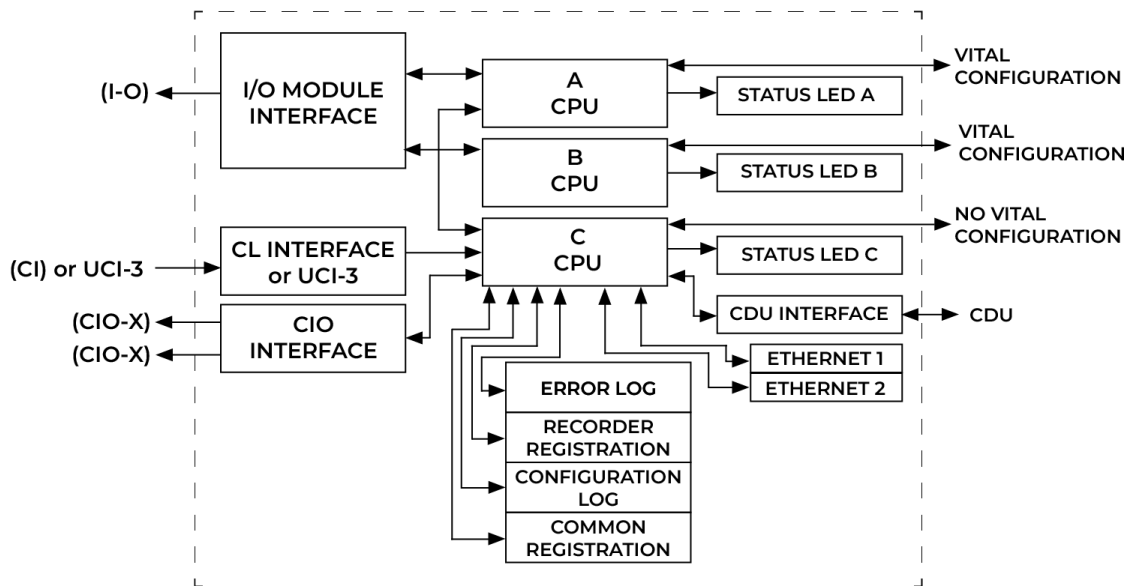 (I-O)
I/O MODULE
INTERFACE
A
CPU
STATUS LED A
VITAL
CONFIGURATION
B
CPU
STATUS LED B
VITAL
CONFIGURATION
(CI) or UCI-3
CL INTERFACE
or UCI-3
C
CPU
STATUS LED C
NO VITAL
CONFIGURATION
(CIO-X)
(CIO-X)
CIO
INTERFACE
CDU INTERFACE
CDU
ETHERNET 1
ETHERNET 2
ERROR LOG
RECORDER
REGISTRATION
CONFIGURATION
LOG
COMMON
REGISTRATION